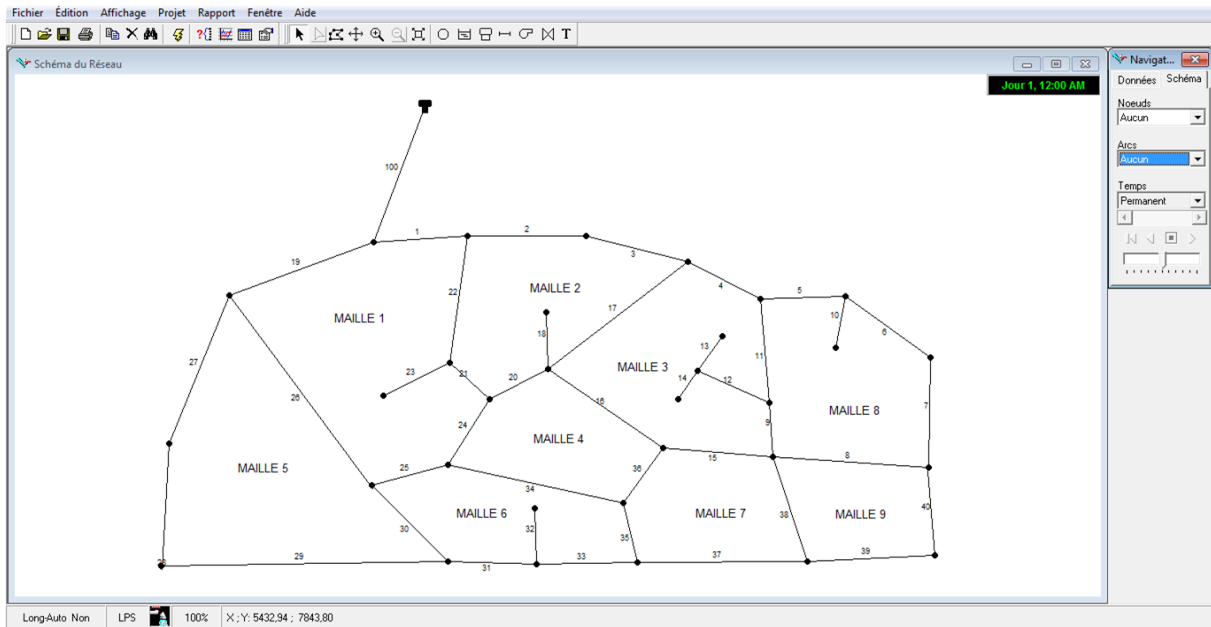 Fichier Édition Affichage Projet Rapport Fenêtre Aide
T
Schéma du Réseau
Jour 1, 12:00 AM
Navigat...
Données Schéma
Noeuds
Aucun
Arcs
Aucun
Temps
Permanent
100
1
2
3
19
4
5
22
MAILLE 2
17
10
6
MAILLE 1
18
13
11
27
23
21
20
MAILLE 3
14
12
26
16
MAILLE 8
7
24
MAILLE 4
9
36
15
8
MAILLE 5
25
34
MAILLE 6
MAILLE 7
38
MAILLE 9
40
30
32
35
28
29
31
33
37
39
Long-Auto Non LPS 100% X ; Y: 5432,94 ; 7843,80